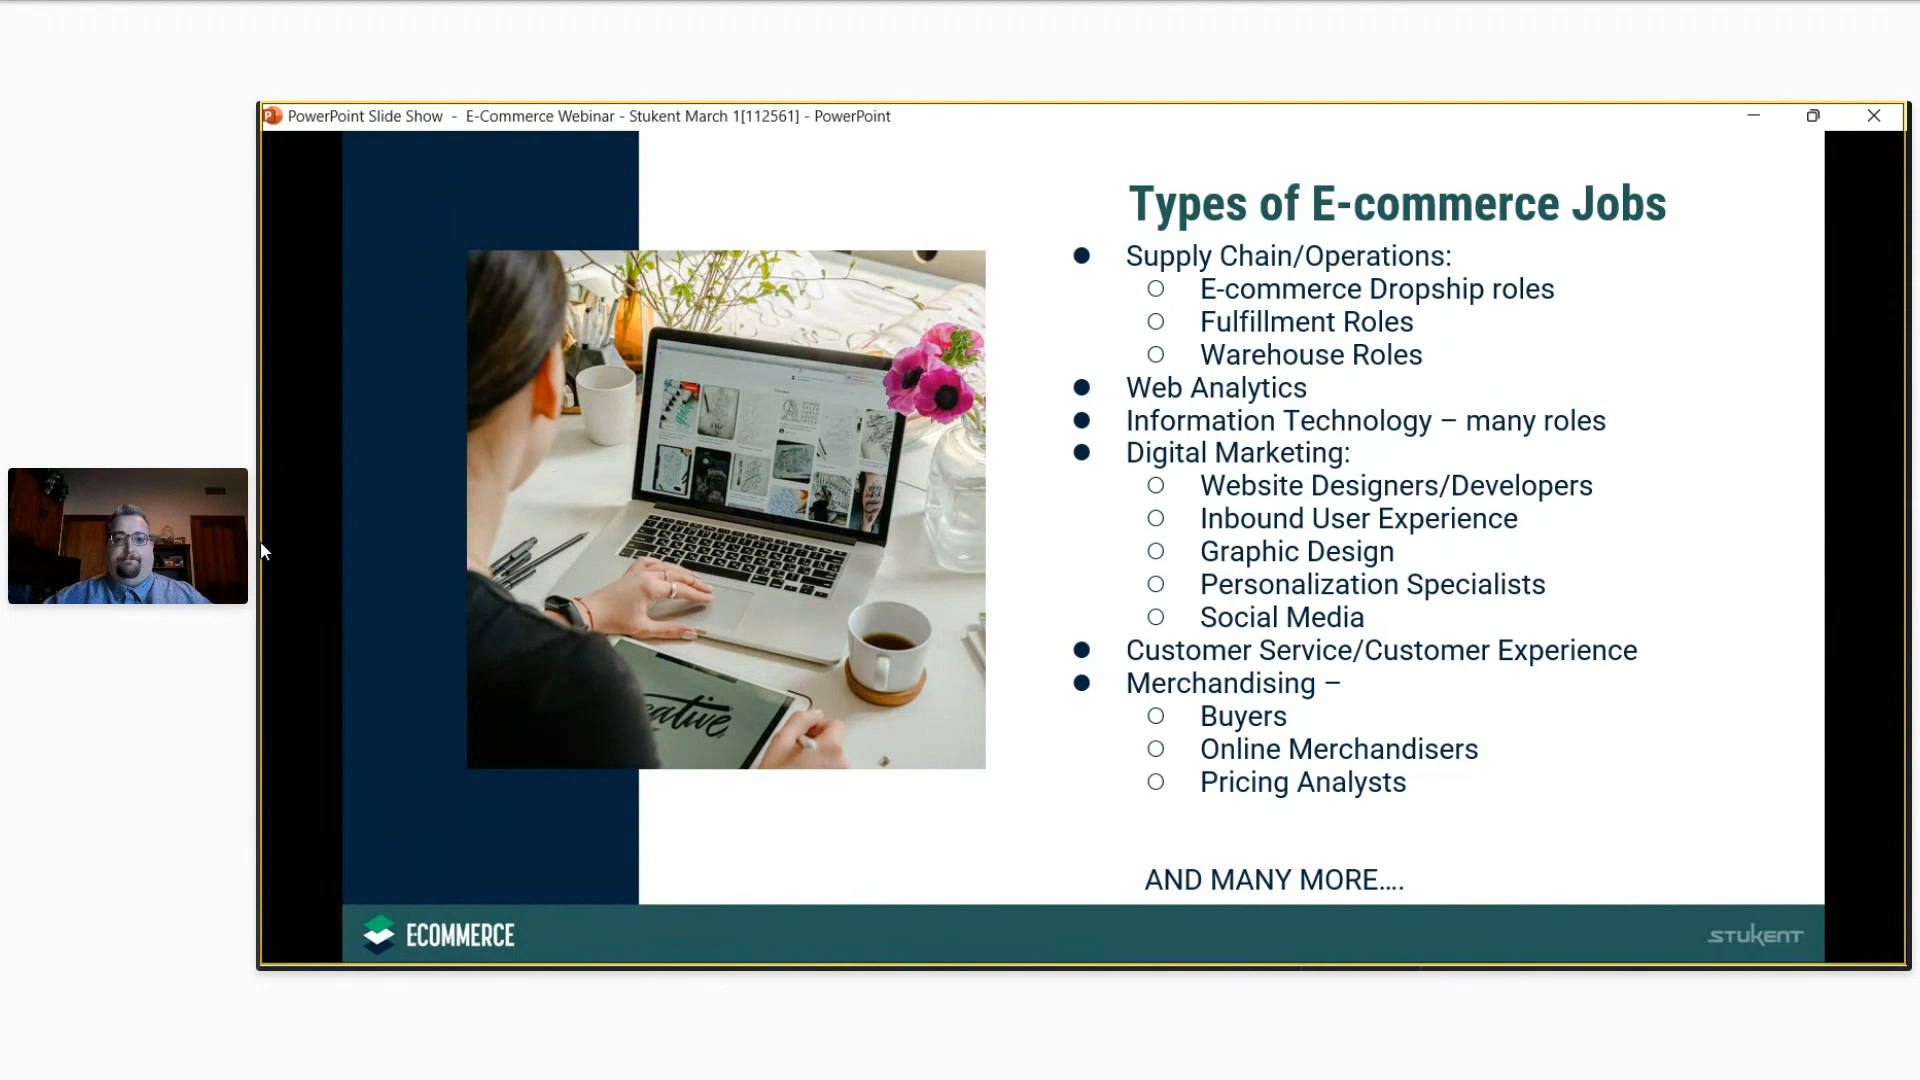 PowerPoint Slide Show - E-Commerce Webinar - Stukent March 1[112561] - PowerPoint
Types of E-commerce Jobs
Supply Chain/Operations:
E-commerce Dropship roles
Fulfillment Roles
Warehouse Roles
Web Analytics
Information Technology – many roles
Digital Marketing:
Website Designers/Developers
Inbound User Experience
Graphic Design
Personalization Specialists
Social Media
Customer Service/Customer Experience
Merchandising –
Buyers
Online Merchandisers
Pricing Analysts
AND MANY MORE....
ECOMMERCE
STUKENT